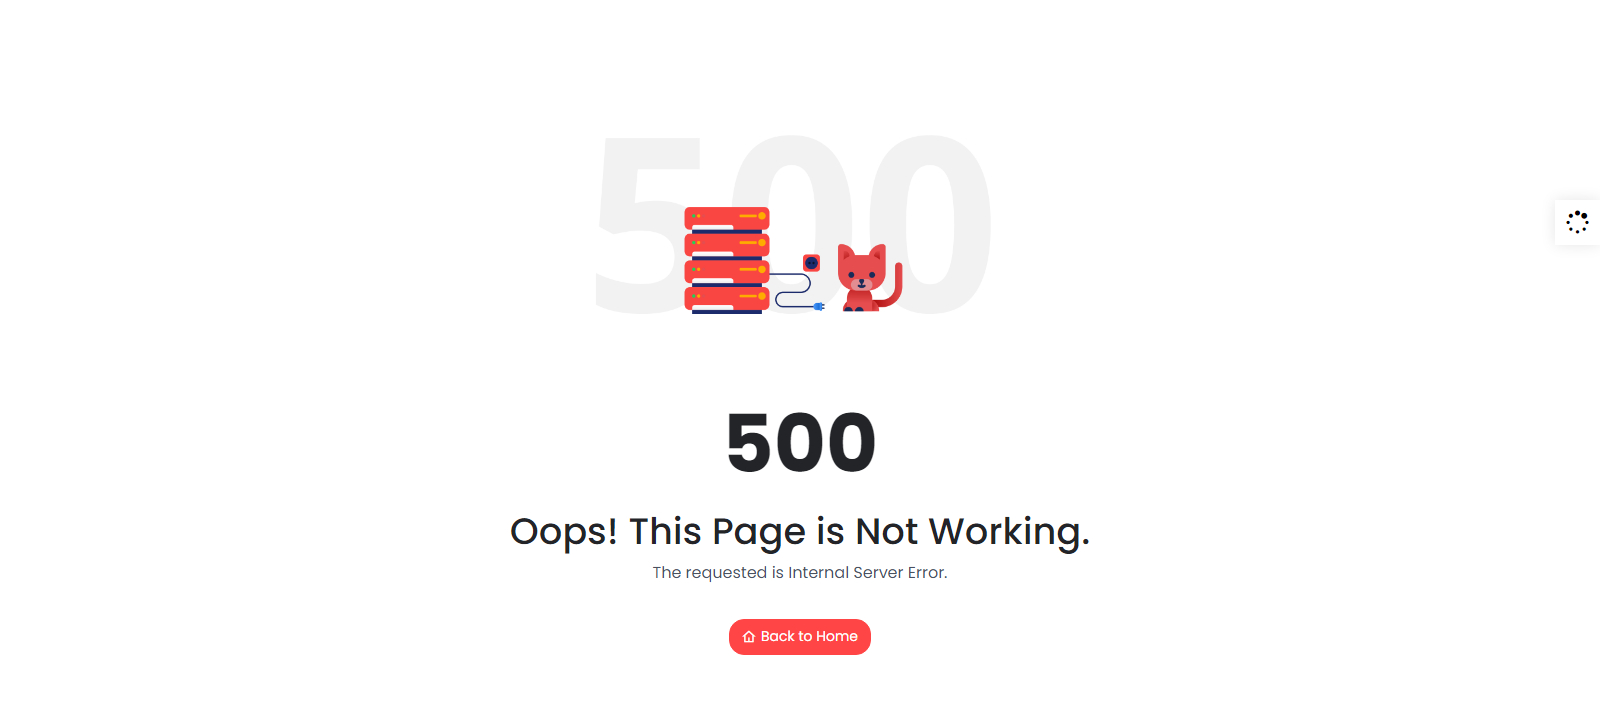 500
500
Oops! This Page is Not Working.
The requested is Internal Server Error.
Back to Home